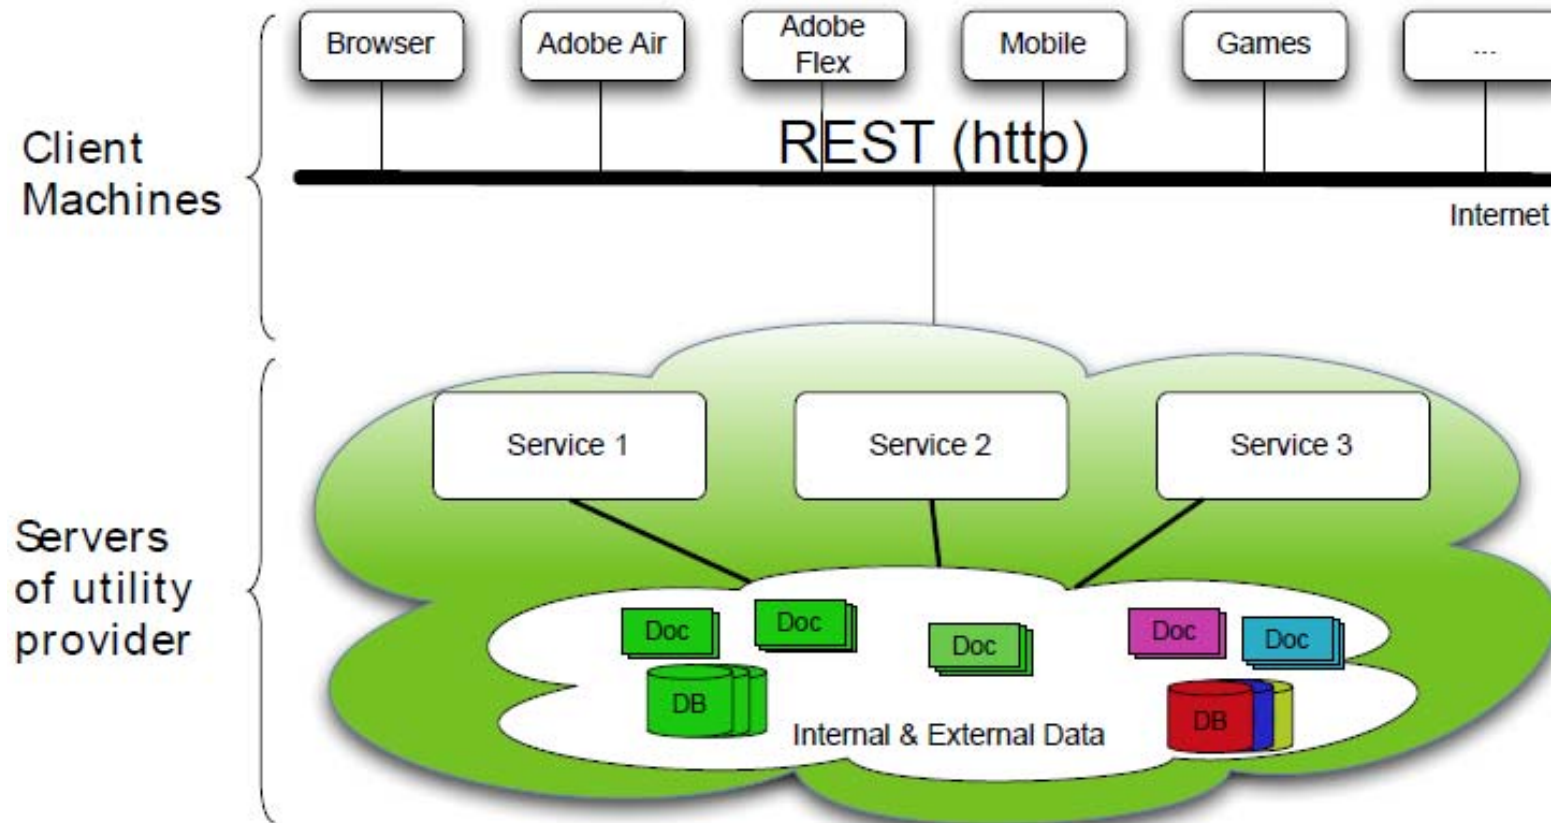 Browser
Adobe Air
Adobe
Flex
Mobile
Games
...
Client
Machines
REST (http)
Internet
Service 1
Service 2
Service 3
Servers
of utility
provider
Doc
Doc
Doc
Doc
Doc
DB
DB
Internal & External Data